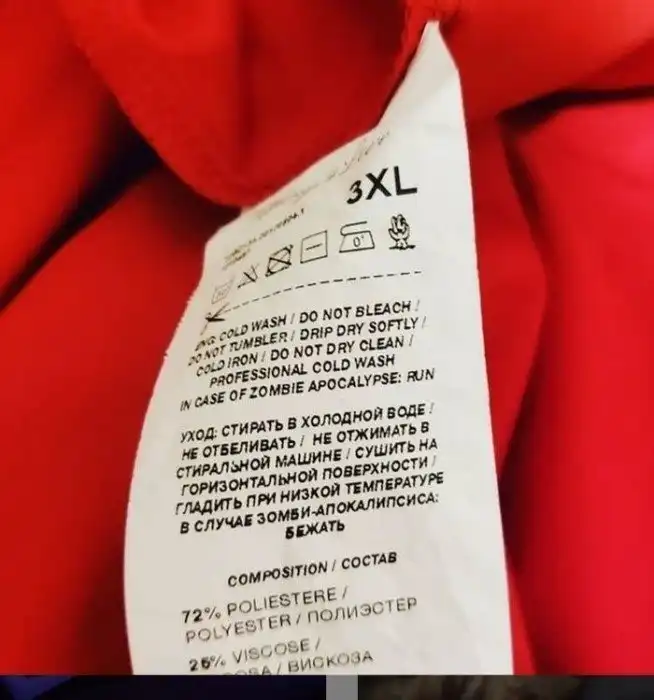 3XL
0'
ENG: COLD WASH / DO NOT BLEACH /
DO NOT TUMBLER / DRIP DRY SOFTLY /
COLD IRON / DO NOT DRY CLEAN /
PROFESSIONAL COLD WASH
IN CASE OF ZOMBIE APOCALYPSE: RUN
УХОД: СТИРАТЬ В ХОЛОДНОЙ ВОДЕ /
НЕ ОТБЕЛИВАТЬ / НЕ ОТЖИМАТЬ В
СТИРАЛЬНОЙ МАШИНЕ / СУШИТЬ НА
ГОРИЗОНТАЛЬНОЙ ПОВЕРХНОСТИ /
ГЛАДИТЬ ПРИ НИЗКОЙ ТЕМПЕРАТУРЕ
В СЛУЧАЕ ЗОМБИ-АПОКАЛИПСИСА:
БЕЖАТЬ
COMPOSITION / СОСТАВ
72% POLIESTERE /
POLYESTER / ПОЛИЭСТЕР
26% VISCOSE /
/ ВИСКОЗА